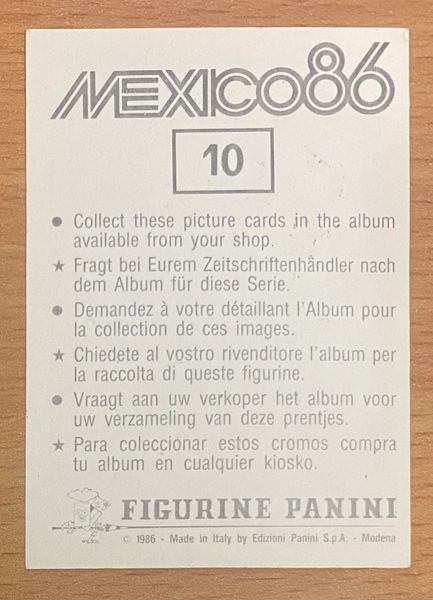 MEXICO86
10
● Collect these picture cards in the album
available from your shop.
★ Fragt bei Eurem Zeitschriftenhändler nach
dem Album für diese Serie.
● Demandez à votre détaillant l'Album pour
la collection de ces images.
★ Chiedete al vostro rivenditore l'album per
la raccolta di queste figurine.
● Vraagt aan uw verkoper het album voor
uw verzameling van deze prentjes.
★ Para coleccionar estos cromos compra
tu album en cualquier kiosko.
FIGURINE PANINI
© 1986 - Made in Italy by Edizioni Panini S.p.A. - Modena